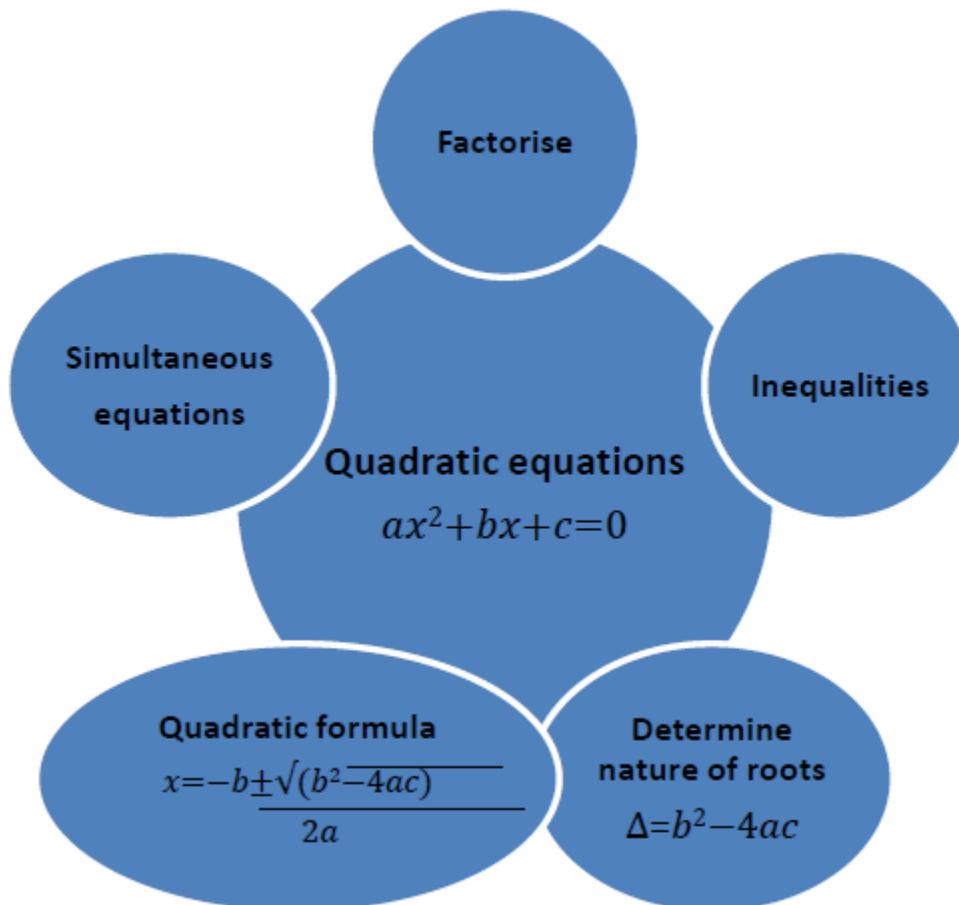 Factorise
Simultaneous
equations
Inequalities
Quadratic equations
ax²+bx+c=0
Quadratic formula
x=−b±√(b²−4ac)
2a
Determine
nature of roots
Δ=b²−4ac